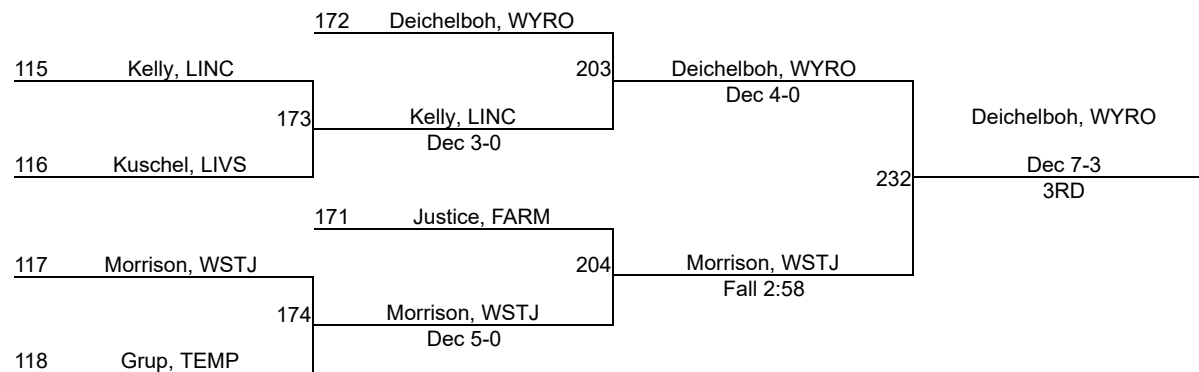 172 Deichelboh, WYRO
115 Kelly, LINC
203 Deichelboh, WYRO
Dec 4-0
173 Kelly, LINC
Dec 3-0
Deichelboh, WYRO
116 Kuschel, LIVS
232 Dec 7-3
3RD
171 Justice, FARM
117 Morrison, WSTJ
204 Morrison, WSTJ
Fall 2:58
174 Morrison, WSTJ
Dec 5-0
118 Grup, TEMP